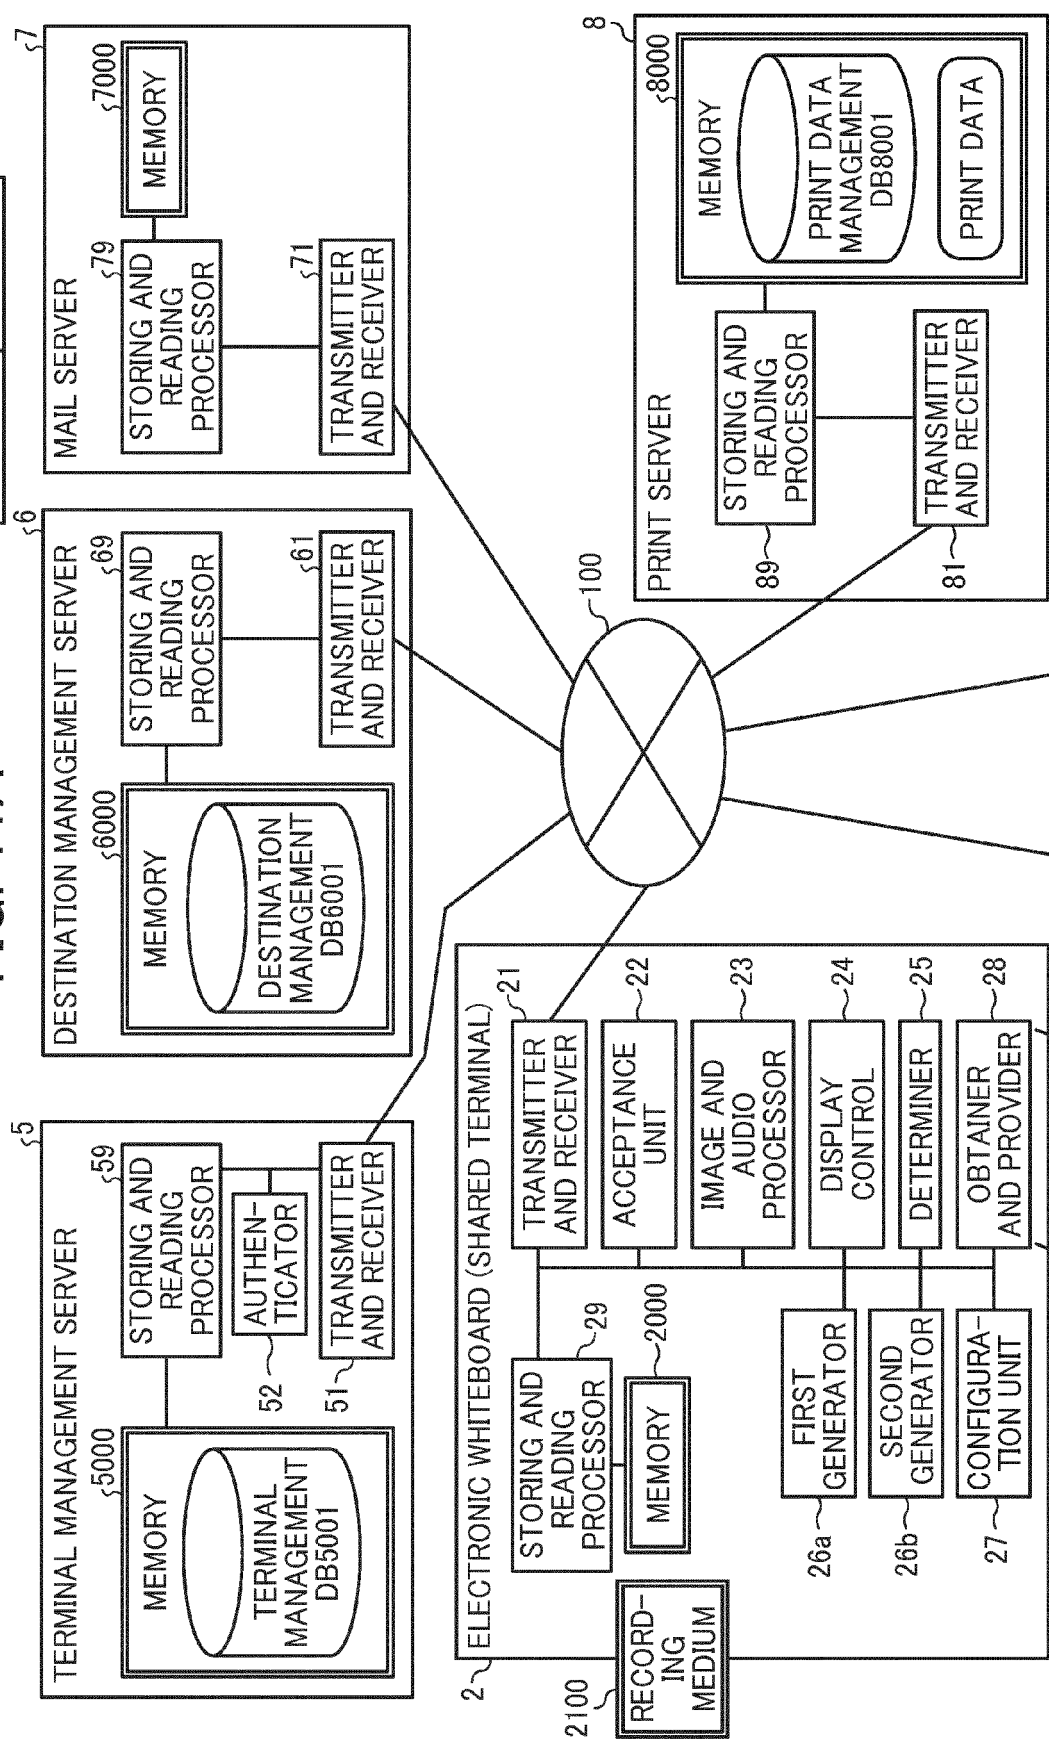 TERMINAL MANAGEMENT SERVER
5
5000
MEMORY
TERMINAL
MANAGEMENT
DB5001
59
STORING AND
READING
PROCESSOR
AUTHEN-
TICATOR
52
51
TRANSMITTER
AND RECEIVER
DESTINATION MANAGEMENT SERVER
6
6000
MEMORY
DESTINATION
MANAGEMENT
DB6001
69
STORING AND
READING
PROCESSOR
61
TRANSMITTER
AND RECEIVER
MAIL SERVER
7
7000
MEMORY
79
STORING AND
READING
PROCESSOR
71
TRANSMITTER
AND RECEIVER
100
2
ELECTRONIC WHITEBOARD (SHARED TERMINAL)
2100
RECORD-
ING
MEDIUM
STORING AND
READING
PROCESSOR
29
MEMORY
2000
FIRST
GENERATOR
26a
SECOND
GENERATOR
26b
CONFIGURA-
TION UNIT
27
TRANSMITTER
AND RECEIVER
21
ACCEPTANCE
UNIT
22
IMAGE AND
AUDIO
PROCESSOR
23
DISPLAY
CONTROL
24
DETERMINER
25
OBTAINER
AND PROVIDER
28
PRINT SERVER
8
8000
MEMORY
PRINT DATA
MANAGEMENT
DB8001
PRINT DATA
STORING AND
READING
PROCESSOR
89
TRANSMITTER
AND RECEIVER
81